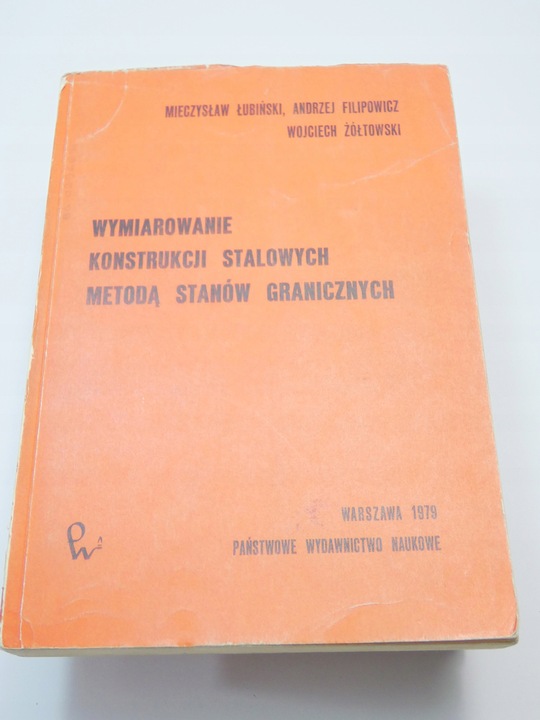 MIECZYSŁAW ŁUBIŃSKI, ANDRZEJ FILIPOWICZ
WOJCIECH ŻÓŁTOWSKI
WYMIAROWANIE
KONSTRUKCJI STALOWYCH
METODĄ STANÓW GRANICZNYCH
WARSZAWA 1979
PAŃSTWOWE WYDAWNICTWO NAUKOWE